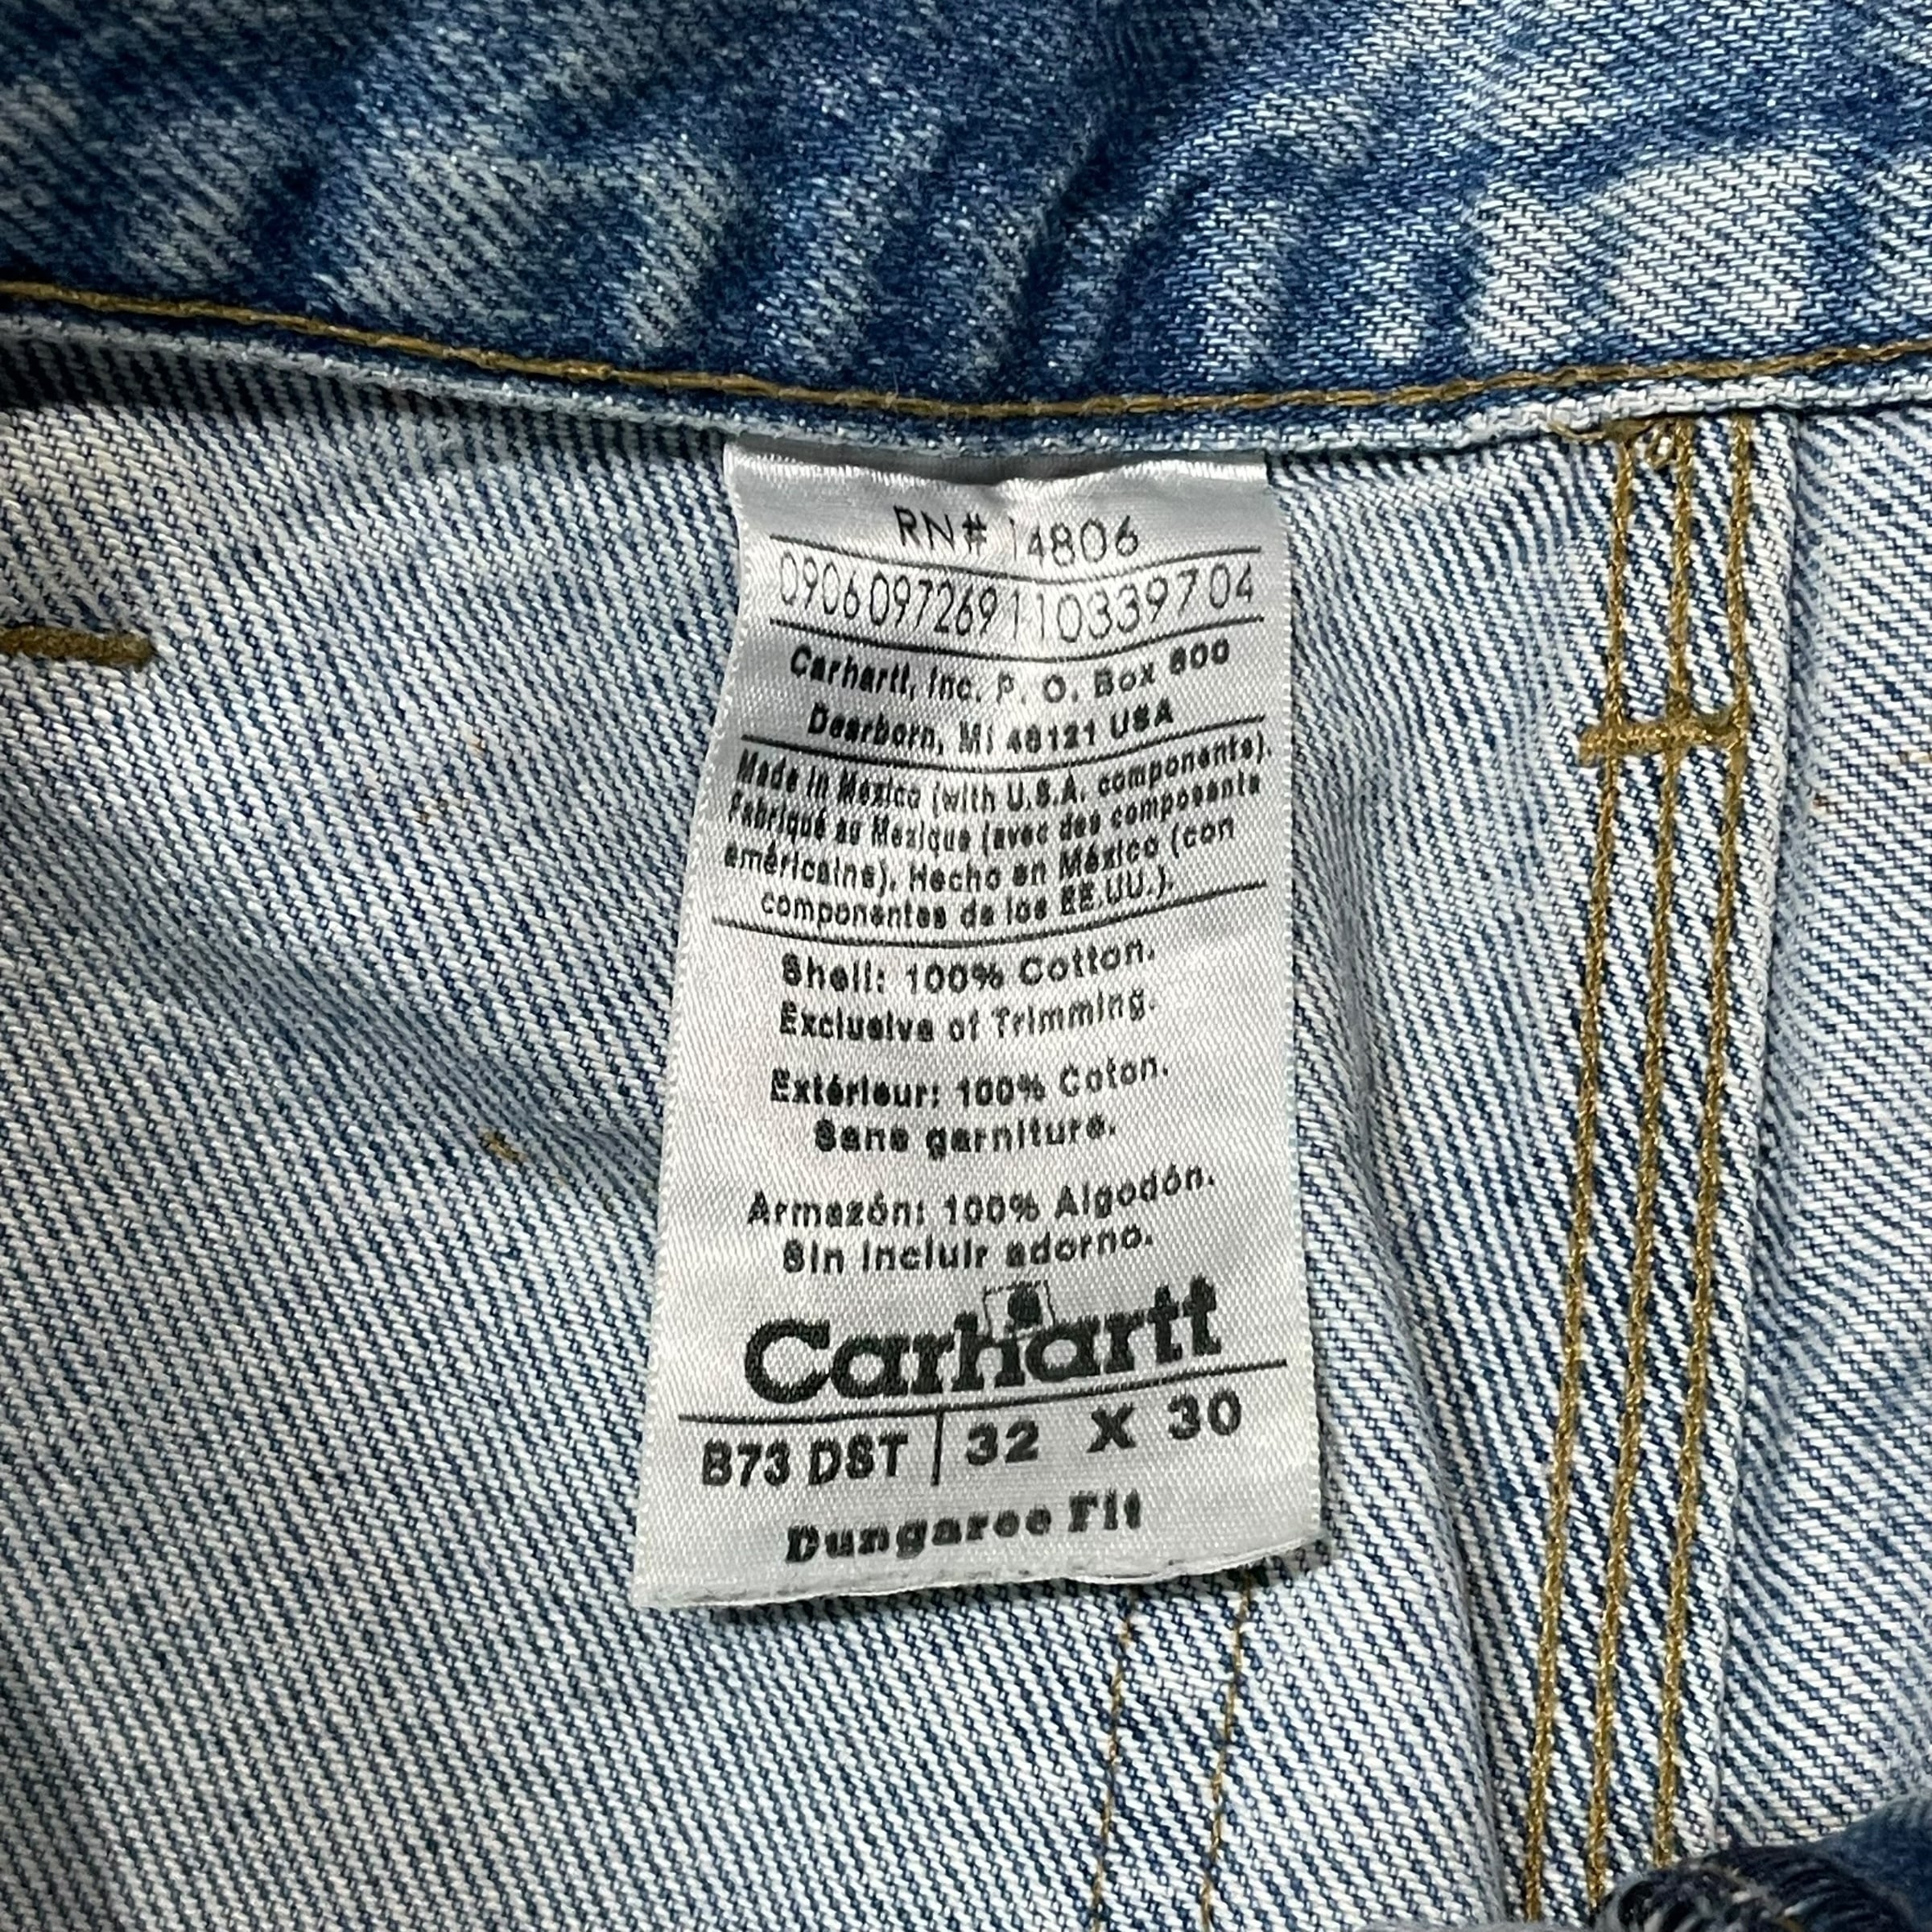 RN# 14806
0906097269 110339704
Carhartt, Inc. P. O. Box 600
Dearborn, MI 48121 USA
Made in Mexico (with U.S.A. components).
Fabriqué au Mexique (avec des composants
américains). Hecho en México (con
componentes de los EE.UU.).
Shell: 100% Cotton.
Exclusive of Trimming.
Extérieur: 100% Coton.
Sans garniture.
Armazón: 100% Algodón.
Sin incluir adorno.
Carhartt
B73 DST | 32 X 30
Dungaree Fit